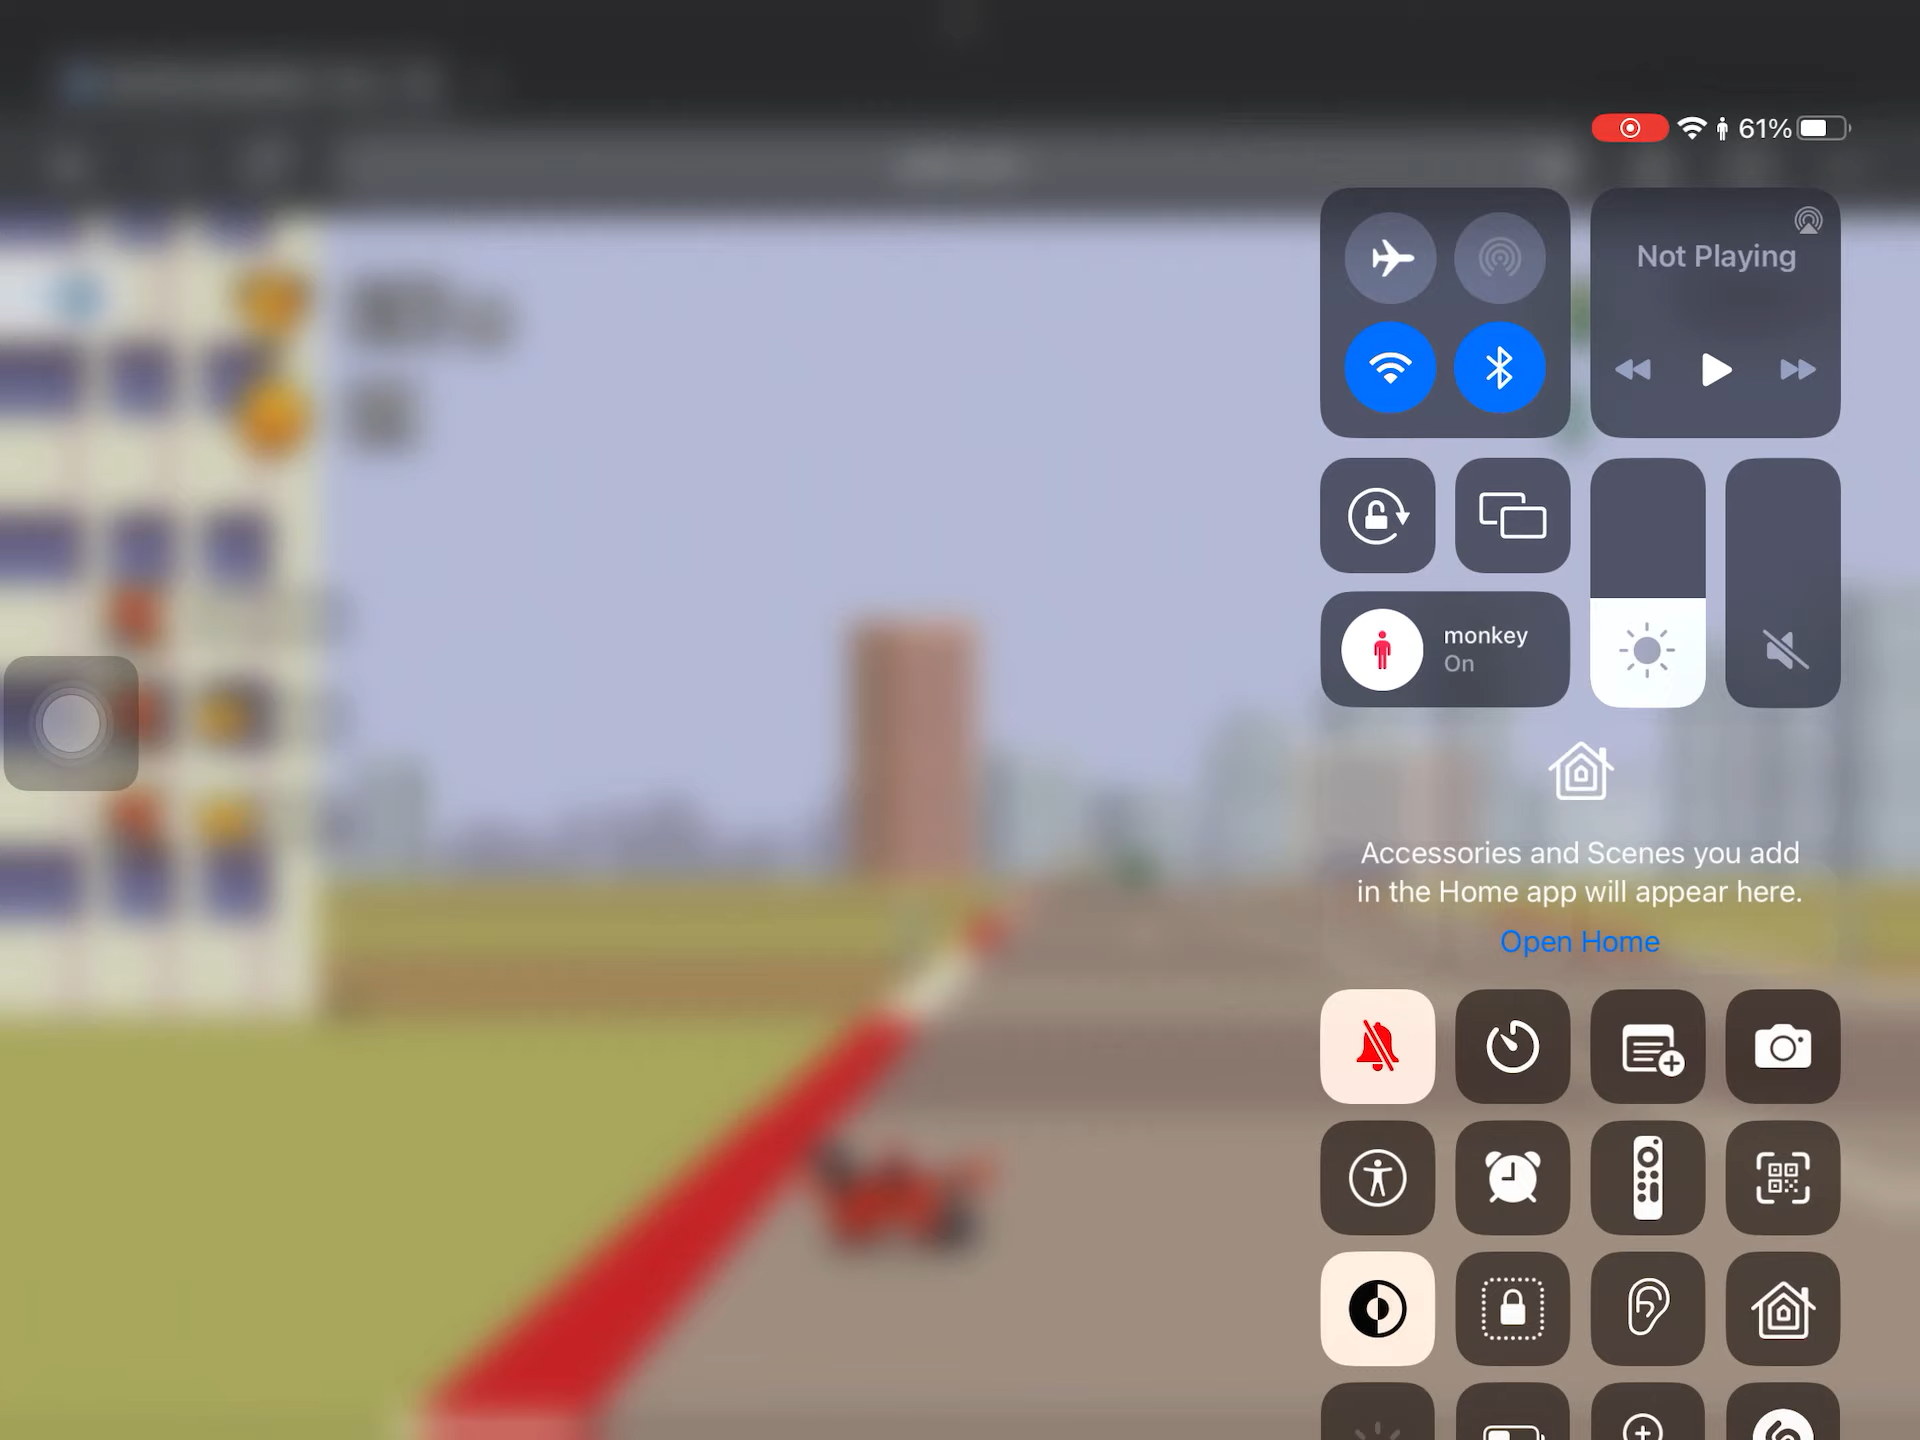 61%
Not Playing
monkey
On
Accessories and Scenes you add
in the Home app will appear here.
Open Home